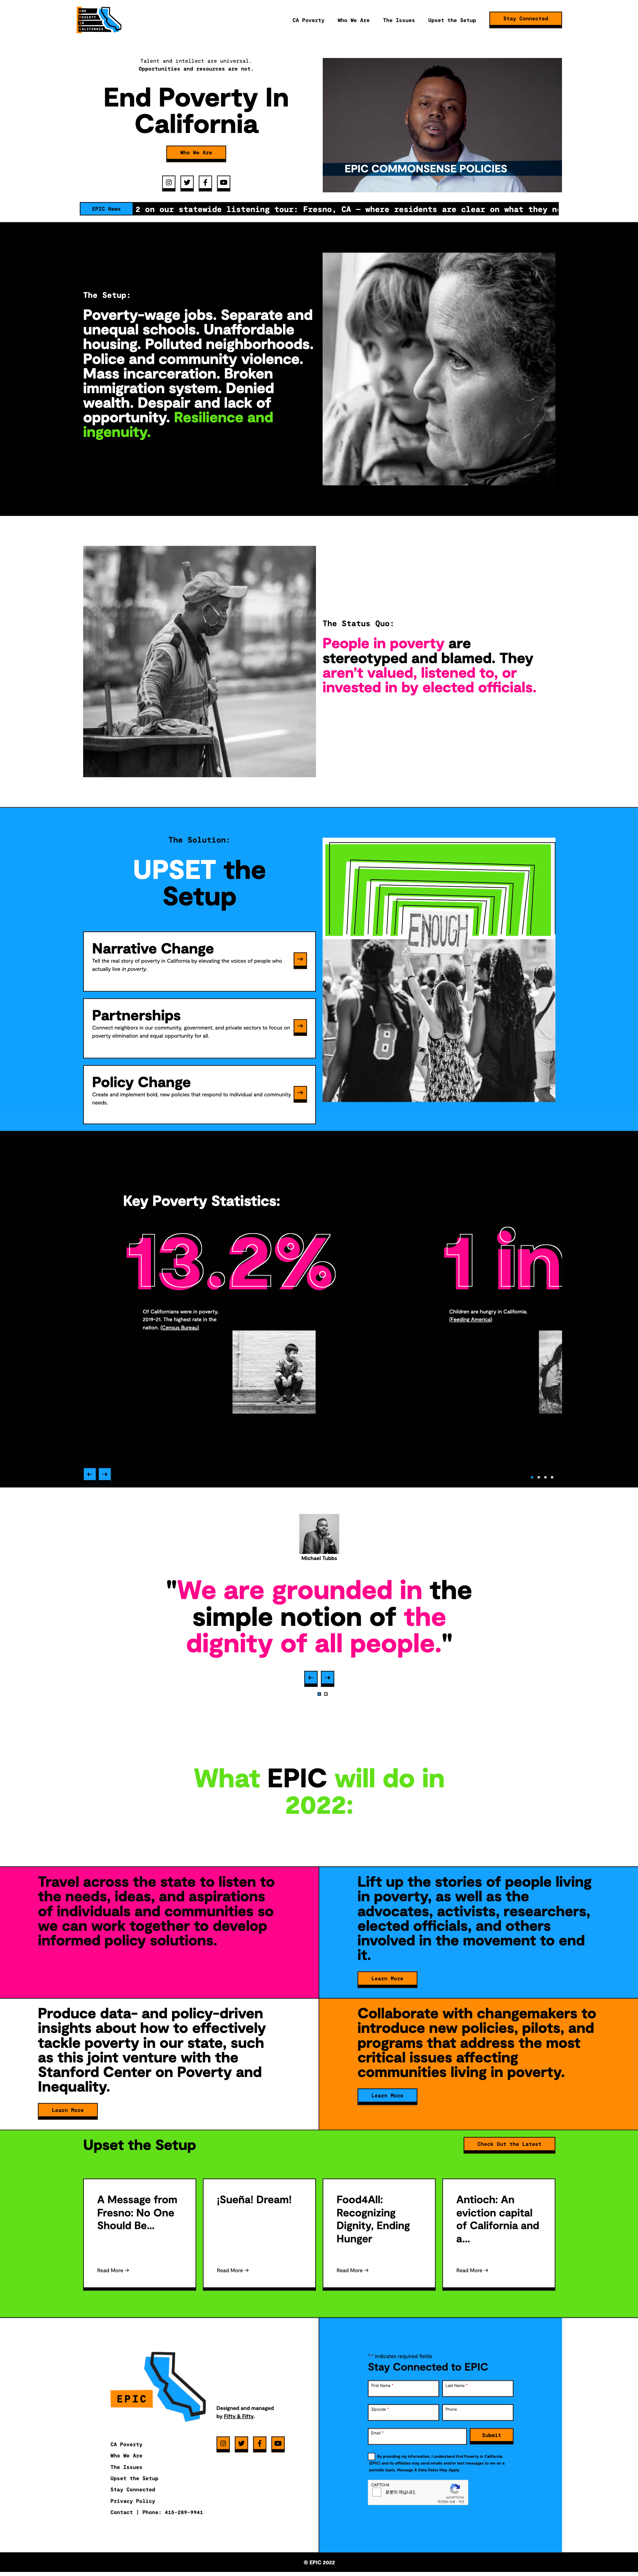 END
POVERTY
IN
CALIFORNIA
CA Poverty
Who We Are
The Issues
Upset the Setup
Stay Connected
Talent and intellect are universal.
Opportunities and resources are not.
End Poverty In
California
Who We Are
EPIC COMMONSENSE POLICIES
EPIC News
2 on our statewide listening tour: Fresno, CA — where residents are clear on what they n
The Setup:
Poverty-wage jobs. Separate and
unequal schools. Unaffordable
housing. Polluted neighborhoods.
Police and community violence.
Mass incarceration. Broken
immigration system. Denied
wealth. Despair and lack of
opportunity. Resilience and
ingenuity.
The Status Quo:
People in poverty are
stereotyped and blamed. They
aren't valued, listened to, or
invested in by elected officials.
The Solution:
UPSET the
Setup
Narrative Change
Tell the real story of poverty in California by elevating the voices of people who
actually live in poverty.
Partnerships
Connect neighbors in our community, government, and private sectors to focus on
poverty elimination and equal opportunity for all.
Policy Change
Create and implement bold, new policies that respond to individual and community
needs.
ENOUGH
Key Poverty Statistics:
13.2%
Of Californians were in poverty,
2019-21. The highest rate in the
nation. (Census Bureau)
1 in
Children are hungry in California.
(Feeding America)
Michael Tubbs
"We are grounded in the
simple notion of the
dignity of all people."
What EPIC will do in
2022:
Travel across the state to listen to
the needs, ideas, and aspirations
of individuals and communities so
we can work together to develop
informed policy solutions.
Lift up the stories of people living
in poverty, as well as the
advocates, activists, researchers,
elected officials, and others
involved in the movement to end
it.
Learn More
Produce data- and policy-driven
insights about how to effectively
tackle poverty in our state, such
as this joint venture with the
Stanford Center on Poverty and
Inequality.
Learn More
Collaborate with changemakers to
introduce new policies, pilots, and
programs that address the most
critical issues affecting
communities living in poverty.
Learn More
Upset the Setup
Check Out the Latest
A Message from
Fresno: No One
Should Be...
Read More →
¡Sueña! Dream!
Read More →
Food4All:
Recognizing
Dignity, Ending
Hunger
Read More →
Antioch: An
eviction capital
of California and
a...
Read More →
EPIC
Designed and managed
by Fifty & Fifty.
CA Poverty
Who We Are
The Issues
Upset the Setup
Stay Connected
Privacy Policy
Contact | Phone: 415-289-9941
"*" indicates required fields
Stay Connected to EPIC
First Name *
Last Name *
Zipcode *
Phone
Email *
Submit
By providing my information, I understand End Poverty in California
(EPIC) and its affiliates may send emails and/or text messages to me on a
periodic basis. Message & Data Rates May Apply.
CAPTCHA
로봇이 아닙니다.
reCAPTCHA
개인정보 보호 - 약관
© EPIC 2022